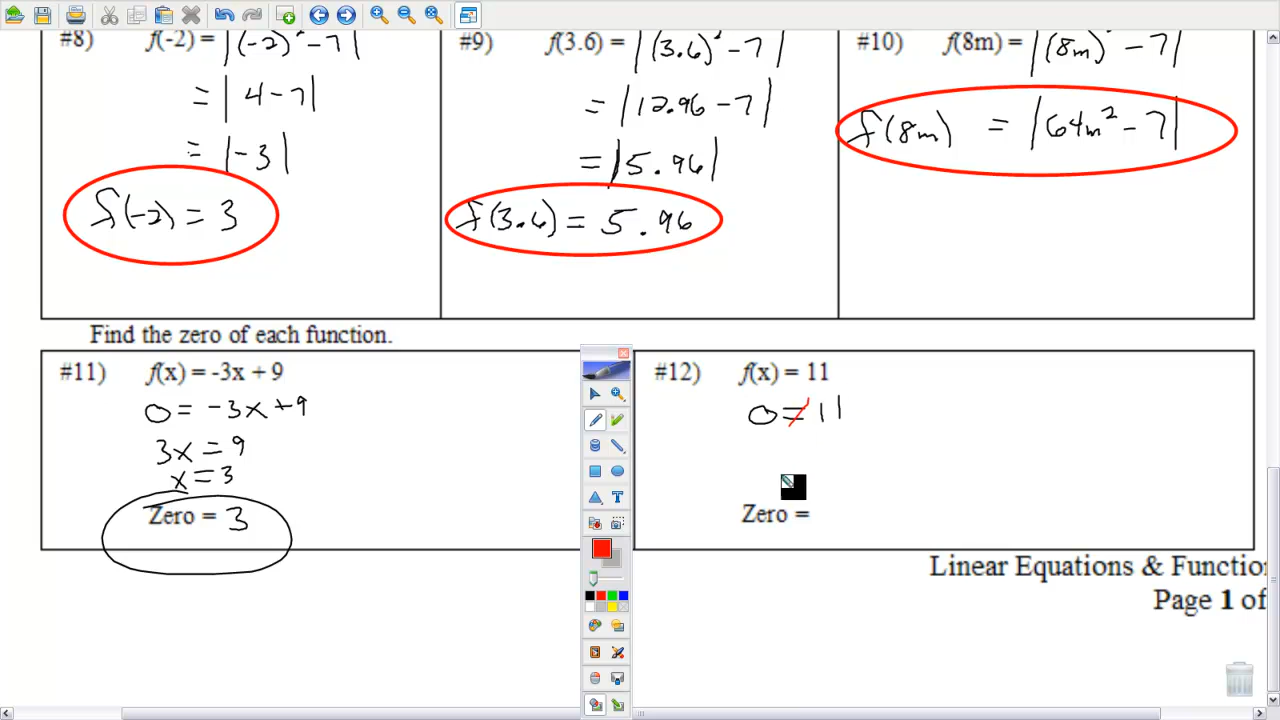 #8) f(-2) = |(-2)² - 7|
= | 4 - 7|
= |-3|
f(-2) = 3
#9) f(3.6) = |(3.6)² - 7|
= |12.96 - 7|
= |5.96|
f(3.6) = 5.96
#10) f(8m) = |(8m)² - 7|
f(8m) = |64m² - 7|
Find the zero of each function.
#11) f(x) = -3x + 9
0 = -3x + 9
3x = 9
x = 3
Zero = 3
#12) f(x) = 11
0 ≠ 11
Zero =
Linear Equations & Functio
Page 1 of